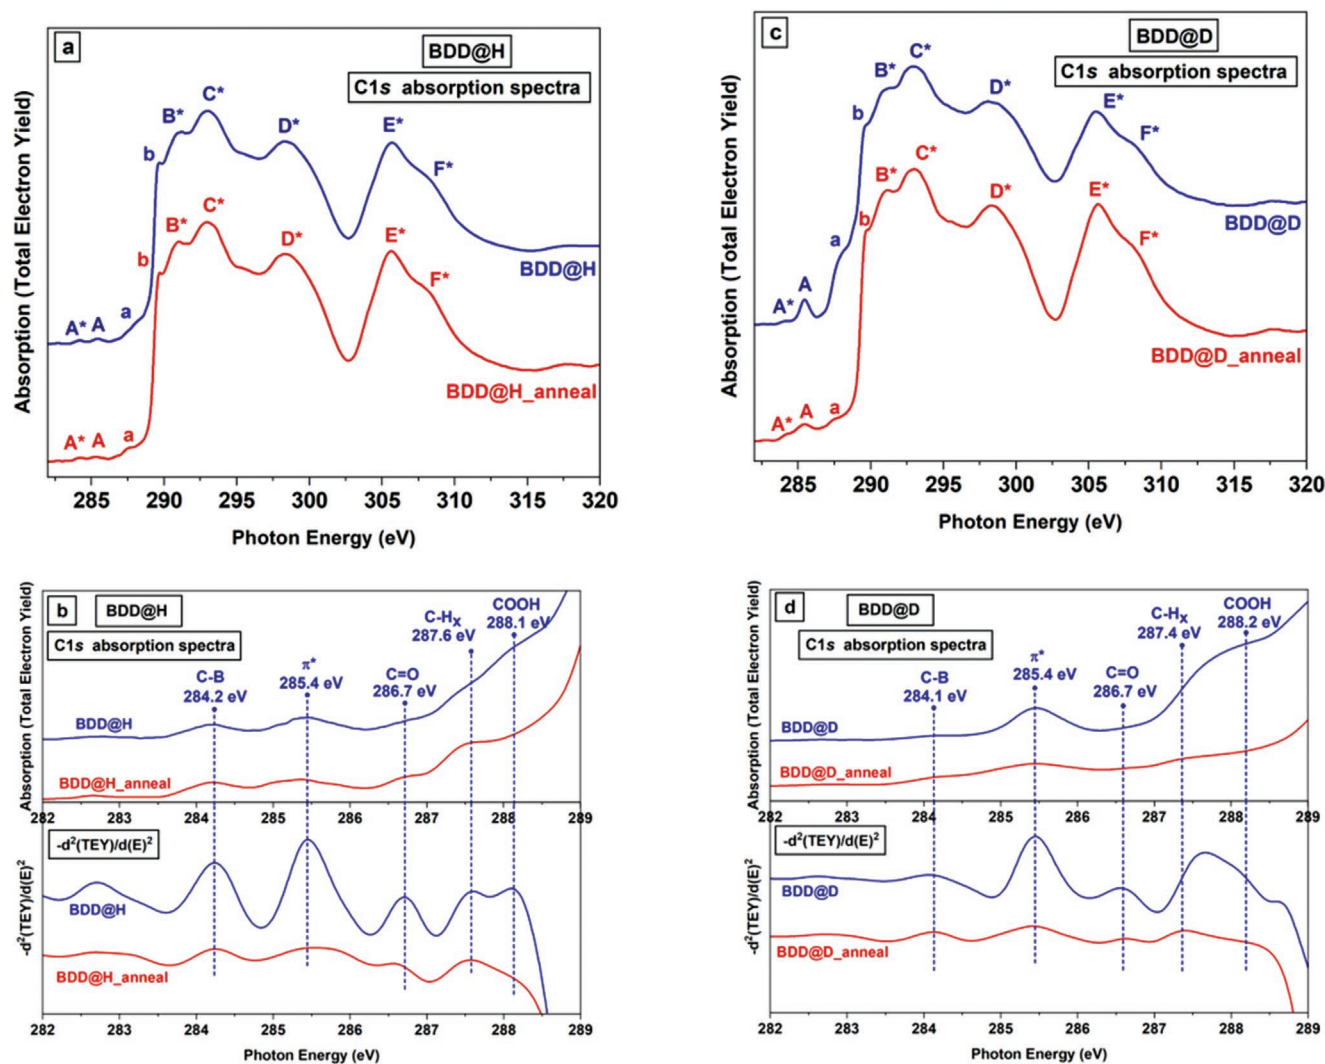 a
BDD@H
C1s absorption spectra
C*
B*
b
D*
E*
F*
A* A a
BDD@H
C*
B*
b
D*
E*
F*
A* A a
BDD@H_anneal
Absorption (Total Electron Yield)
285 290 295 300 305 310 315 320
Photon Energy (eV)
c
BDD@D
C1s absorption spectra
C*
B*
b
D*
E*
F*
a
A
A*
BDD@D
C*
B*
b
D*
E*
F*
A* A a
BDD@D_anneal
Absorption (Total Electron Yield)
285 290 295 300 305 310 315 320
Photon Energy (eV)
b
BDD@H
C1s absorption spectra
C-B
284.2 eV
π*
285.4 eV
C=O
286.7 eV
C-Hx
287.6 eV
COOH
288.1 eV
BDD@H
BDD@H_anneal
Absorption (Total Electron Yield)
282 283 284 285 286 287 288 289
-d²(TEY)/d(E)²
BDD@H
BDD@H_anneal
-d²(TEY)/d(E)²
282 283 284 285 286 287 288 289
Photon Energy (eV)
d
BDD@D
C1s absorption spectra
C-B
284.1 eV
π*
285.4 eV
C=O
286.7 eV
C-Hx
287.4 eV
COOH
288.2 eV
BDD@D
BDD@D_anneal
Absorption (Total Electron Yield)
282 283 284 285 286 287 288 289
-d²(TEY)/d(E)²
BDD@D
BDD@D_anneal
-d²(TEY)/d(E)²
282 283 284 285 286 287 288 289
Photon Energy (eV)